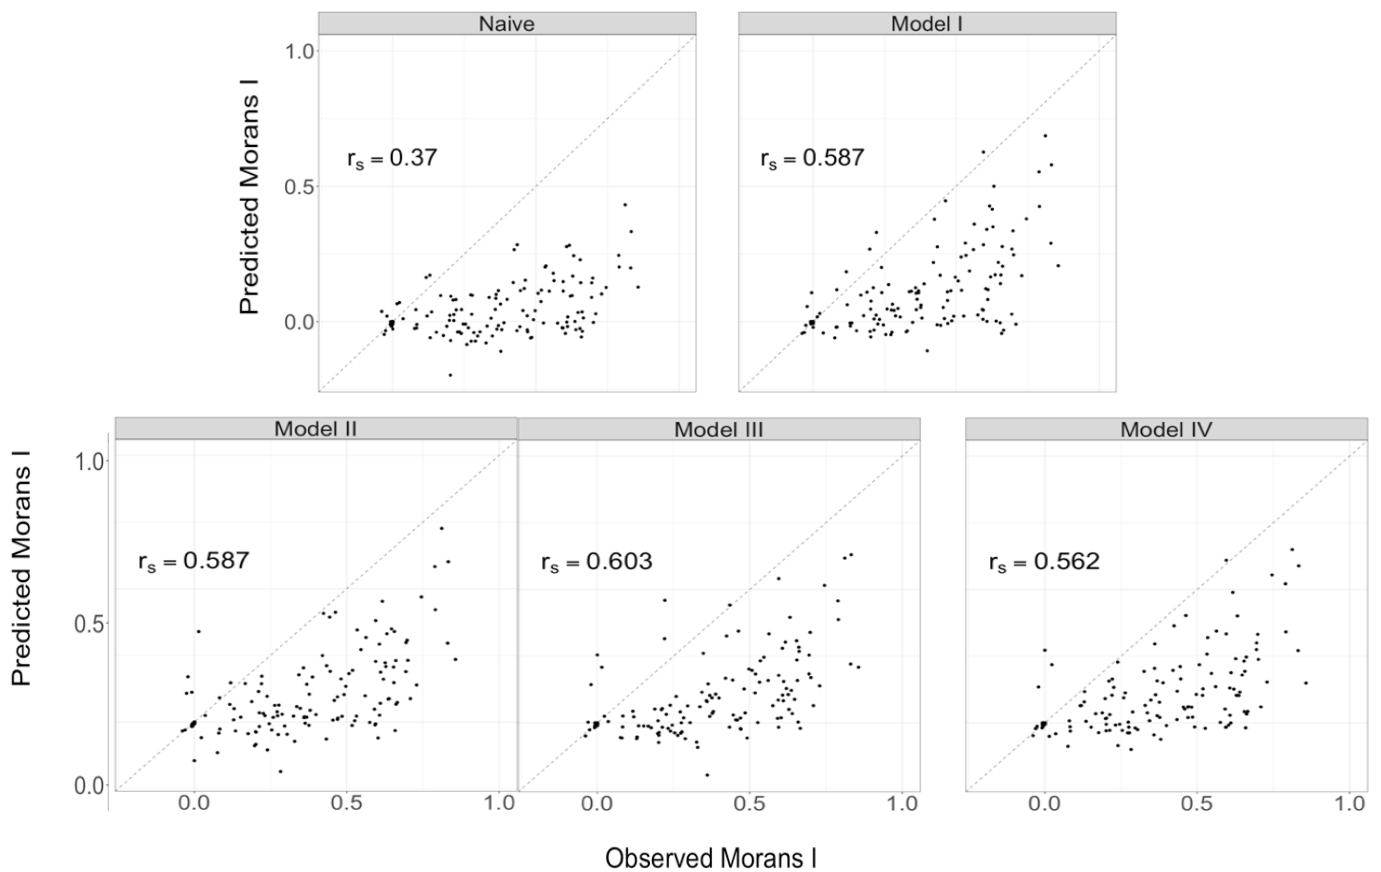 Naive
Model I
Predicted Morans I
1.0
0.5
0.0
rs = 0.37
rs = 0.587
Model II
Model III
Model IV
Predicted Morans I
1.0
0.5
0.0
rs = 0.587
rs = 0.603
rs = 0.562
0.0 0.5 1.0
0.0 0.5 1.0
0.0 0.5 1.0
Observed Morans I